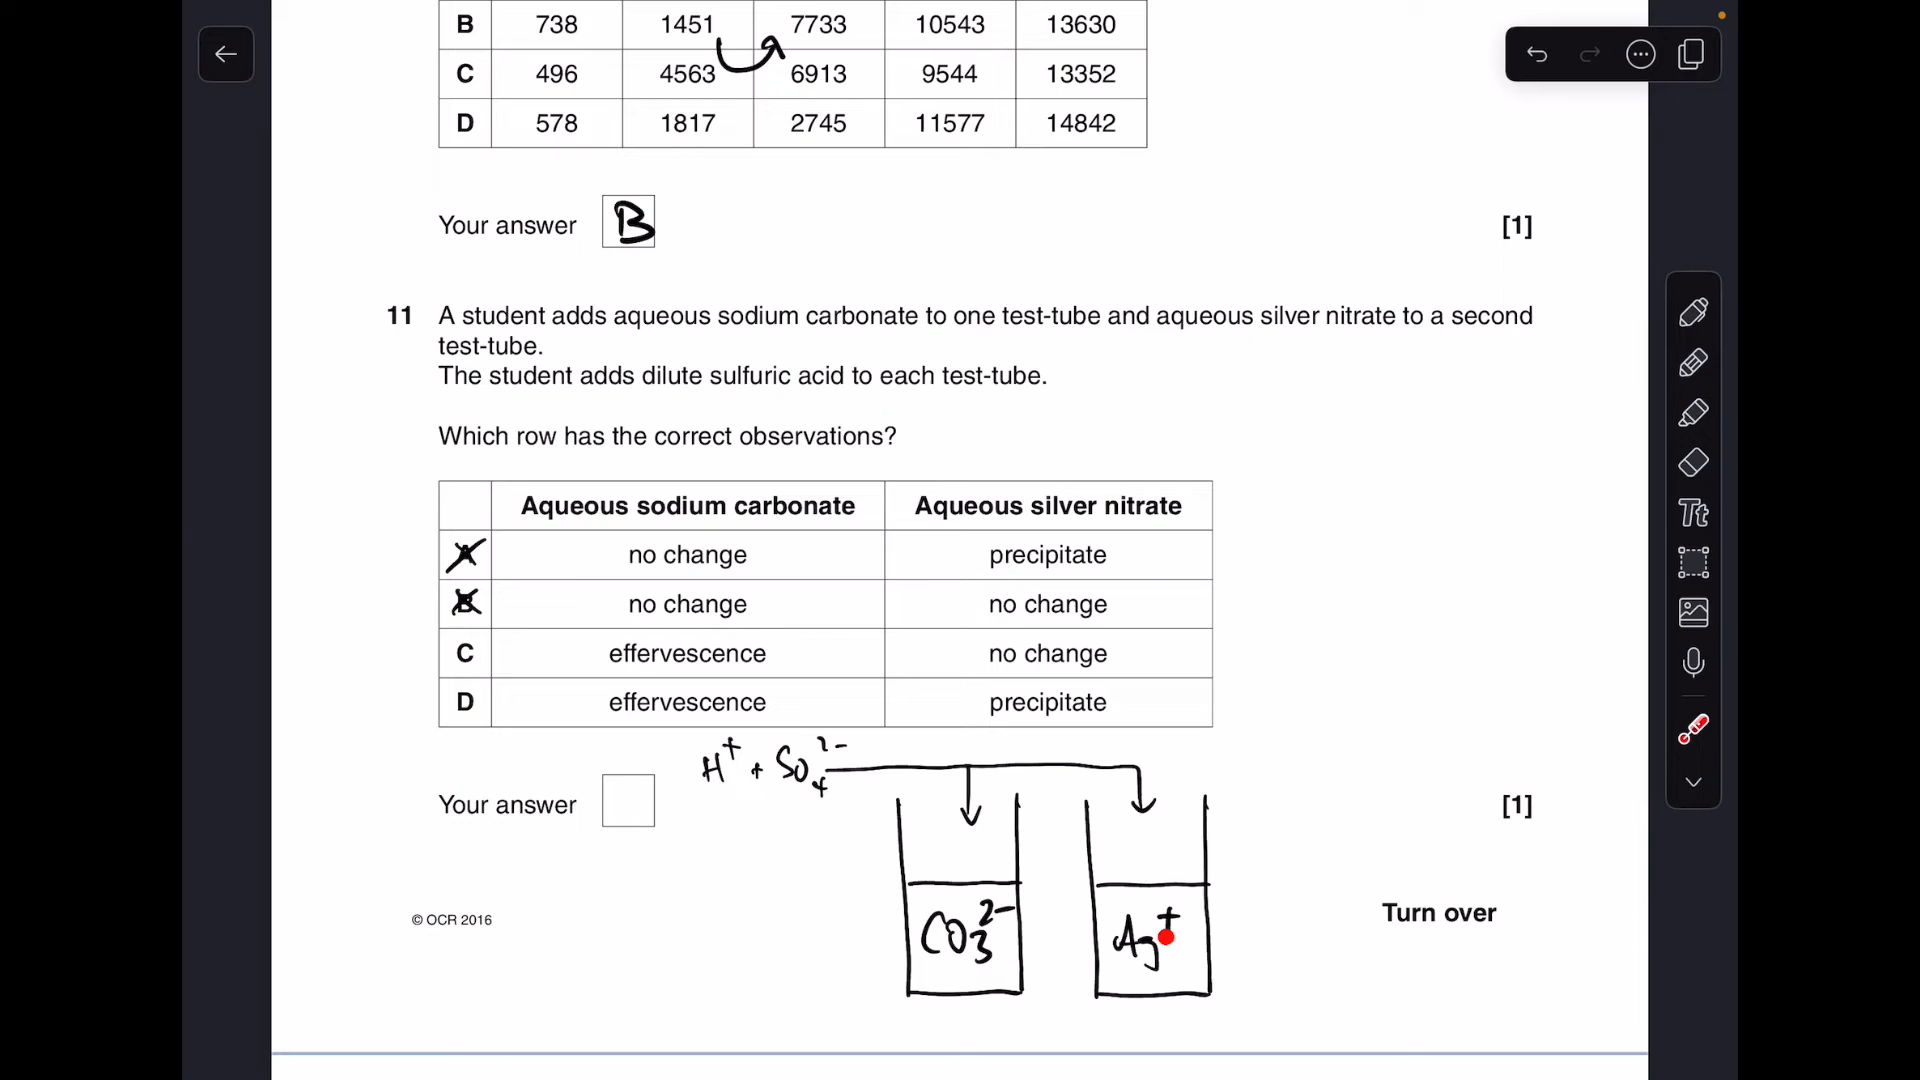 B 738 1451 7733 10543 13630
C 496 4563 6913 9544 13352
D 578 1817 2745 11577 14842
Your answer B [1]
11 A student adds aqueous sodium carbonate to one test-tube and aqueous silver nitrate to a second
test-tube.
The student adds dilute sulfuric acid to each test-tube.
Which row has the correct observations?
Aqueous sodium carbonate Aqueous silver nitrate
A no change precipitate
B no change no change
C effervescence no change
D effervescence precipitate
H⁺ + SO₄²⁻
Your answer [1]
CO₃²⁻ Ag⁺
© OCR 2016
Turn over
Tt